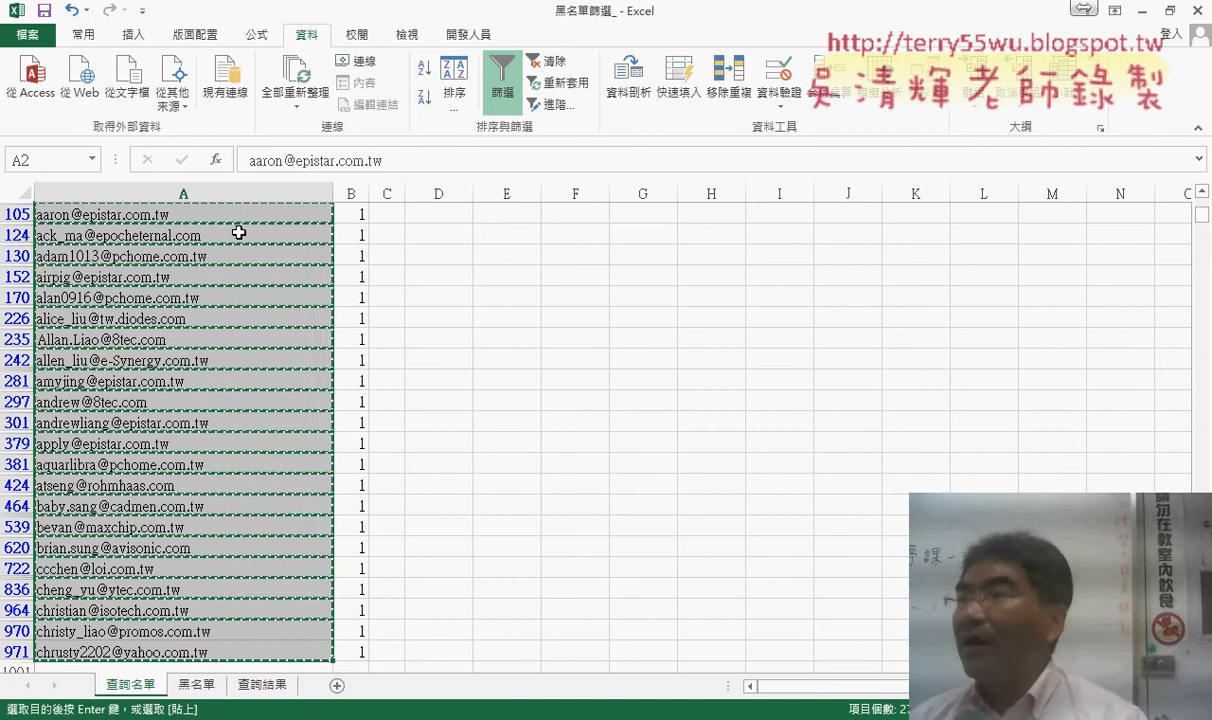 黑名單篩選_ - Excel
檔案 常用 插入 版面配置 公式 資料 校閱 檢視 開發人員 登入
http://terry55wu.blogspot.tw
吳清輝老師錄製
從 Access 從 Web 從文字檔 從其他來源 現有連線 全部重新整理 連線 內容 編輯連結 排序... 篩選 清除 重新套用 進階... 資料剖析 快速填入 移除重複 資料驗證
取得外部資料 連線 排序與篩選 資料工具 大綱
A2 fx aaron@epistar.com.tw
A B C D E F G H I J K L M N
105 aaron@epistar.com.tw 1
124 ack_ma@epocheternal.com 1
130 adam1013@pchome.com.tw 1
152 airpig@epistar.com.tw 1
170 alan0916@pchome.com.tw 1
226 alice_liu@tw.diodes.com 1
235 Allan.Liao@8tec.com 1
242 allen_liu@e-Synergy.com.tw 1
281 amyjing@epistar.com.tw 1
297 andrew@8tec.com 1
301 andrewliang@epistar.com.tw 1
379 apply@epistar.com.tw 1
381 aquarlibra@pchome.com.tw 1
424 atseng@rohmhaas.com 1
464 baby.sang@cadmen.com.tw 1
539 bevan@maxchip.com.tw 1
620 brian.sung@avisonic.com 1
722 ccchen@loi.com.tw 1
836 cheng_yu@ytec.com.tw 1
964 christian@isotech.com.tw 1
970 christy_liao@promos.com.tw 1
971 chrusty2202@yahoo.com.tw 1
請勿在教室內飲食
查詢名單 黑名單 查詢結果
選取目的後按 Enter 鍵，或選取 [貼上] 項目個數: 27